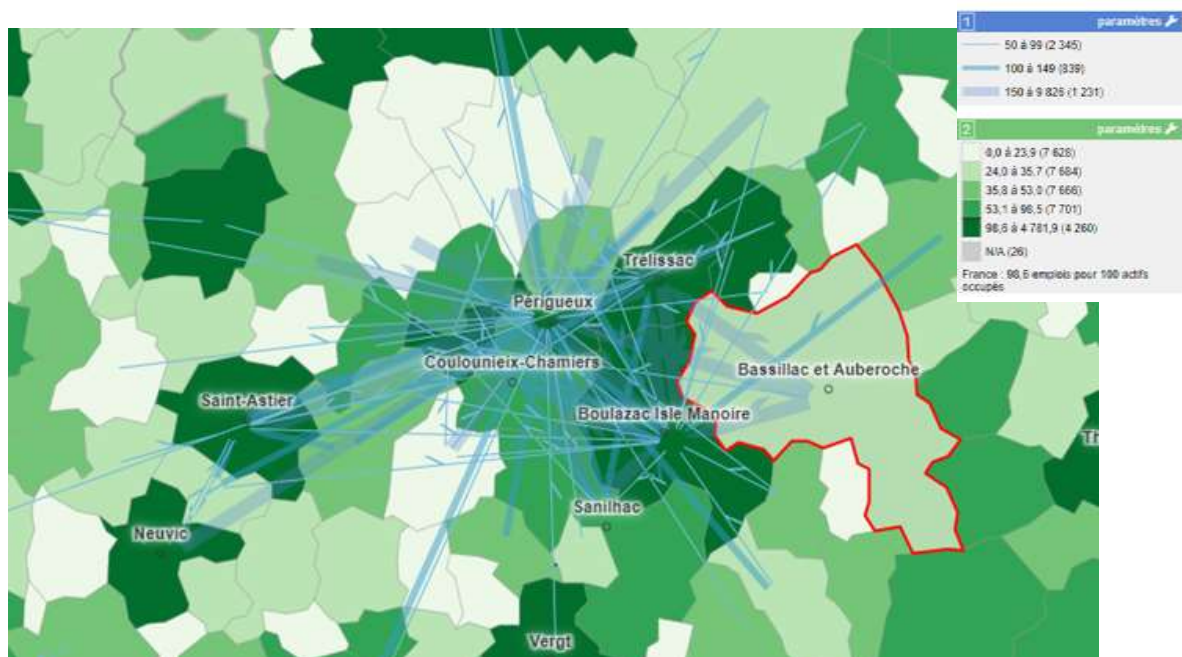 1 paramètres
50 à 99 (2 345)
100 à 149 (839)
150 à 9 826 (1 231)
2 paramètres
0,0 à 23,9 (7 628)
24,0 à 35,7 (7 684)
35,8 à 53,0 (7 666)
53,1 à 98,5 (7 701)
98,6 à 4 781,9 (4 260)
N/A (26)
France : 98,6 emplois pour 100 actifs
occupés
Trélissac
Périgueux
Coulounieix-Chamiers
Bassillac et Auberoche
Saint-Astier
Boulazac Isle Manoire
Th
Sanilhac
Neuvic
Vergt